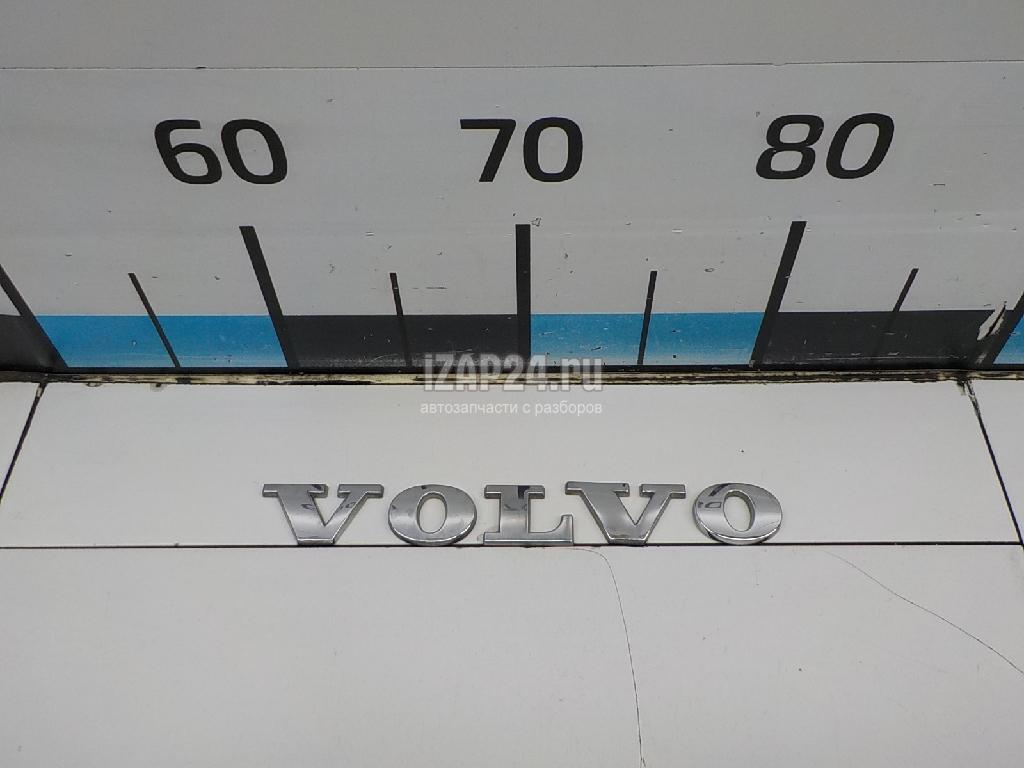 60 70 80
iZAP24.ru
автозапчасти с разборов
VOLVO